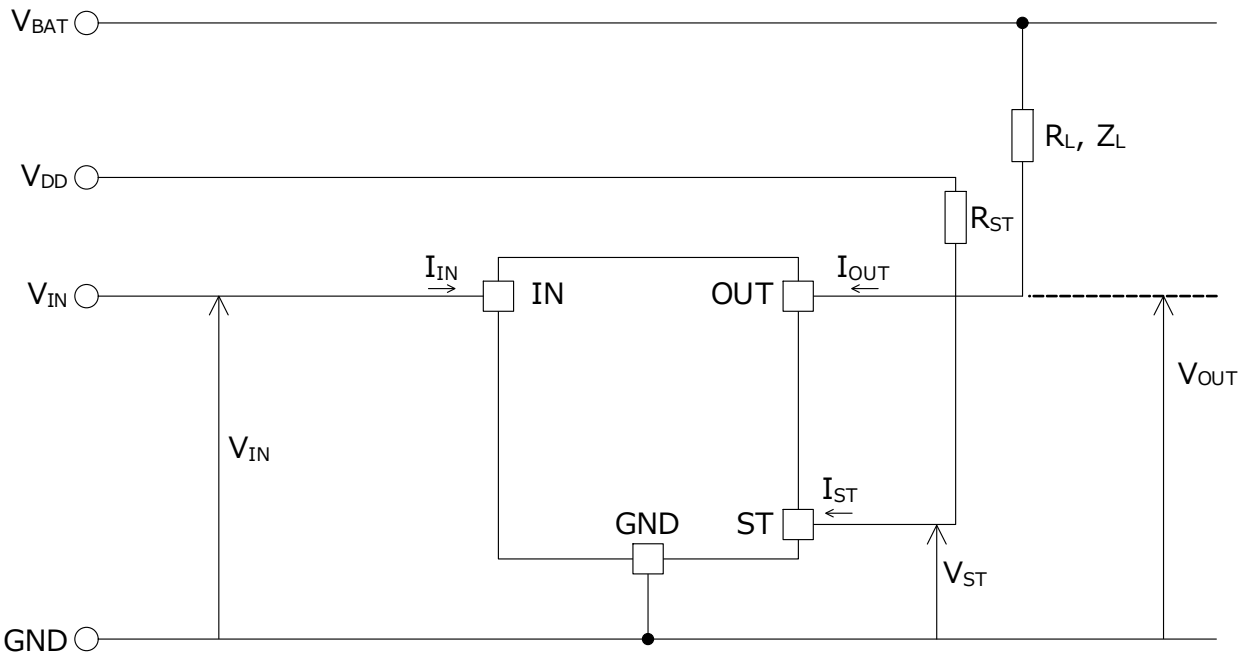 VBAT
RL, ZL
VDD
RST
IIN
IOUT
VIN
IN
OUT
VOUT
VIN
IST
GND
ST
VST
GND